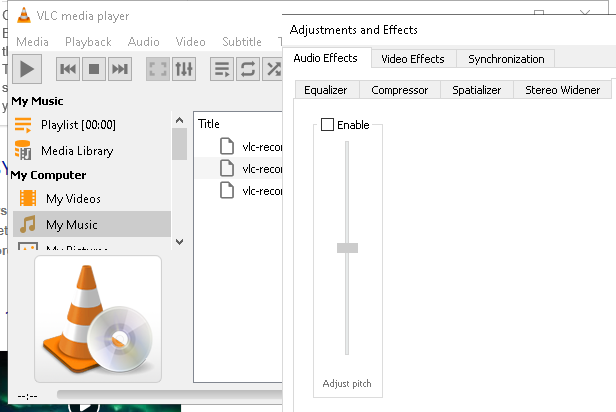 VLC media player
Media Playback Audio Video Subtitle
Adjustments and Effects
Audio Effects Video Effects Synchronization
Equalizer Compressor Spatializer Stereo Widener
My Music
Playlist [00:00]
Media Library
My Computer
My Videos
My Music
My Pictures
Title
vlc-recor
vlc-recor
vlc-recor
Enable
Adjust pitch
--:--